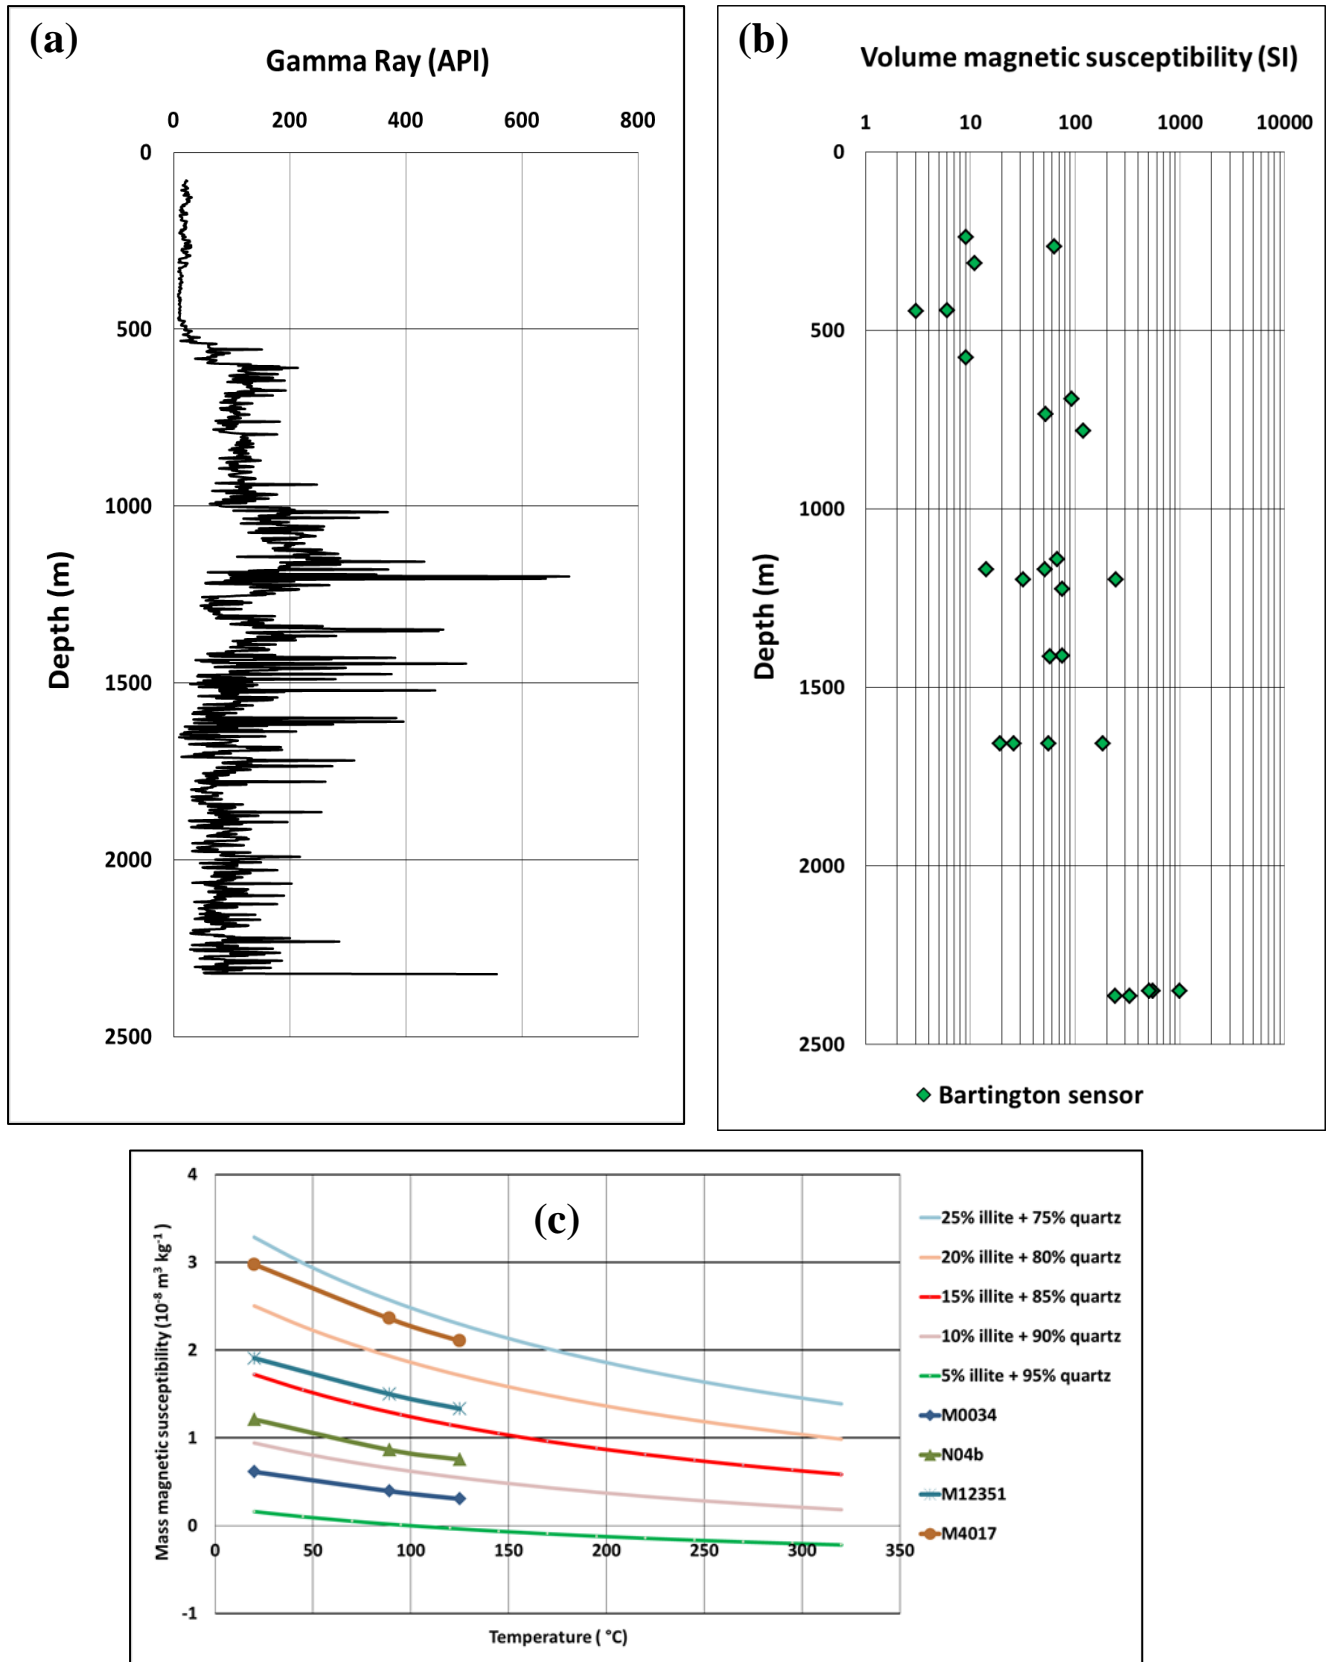 (a)
Gamma Ray (API)
0 200 400 600 800
0
500
1000
1500
2000
2500
Depth (m)
(b)
Volume magnetic susceptibility (SI)
1 10 100 1000 10000
0
500
1000
1500
2000
2500
Depth (m)
Bartington sensor
(c)
4
3
2
1
0
-1
0 50 100 150 200 250 300 350
Mass magnetic susceptibility (10⁻⁸ m³ kg⁻¹ )
Temperature ( °C)
25% illite + 75% quartz
20% illite + 80% quartz
15% illite + 85% quartz
10% illite + 90% quartz
5% illite + 95% quartz
M0034
N04b
M12351
M4017